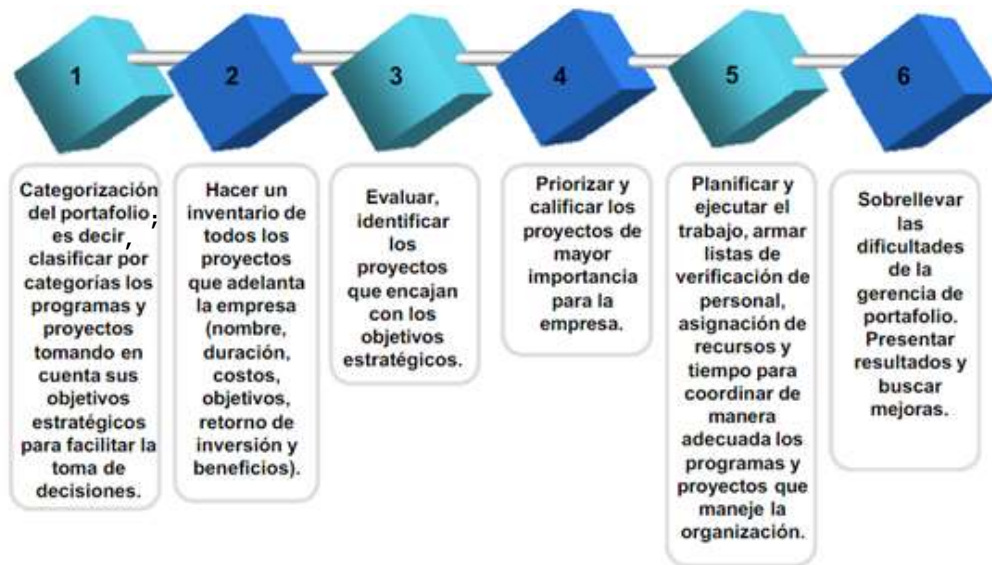 1
2
3
4
5
6
Categorización
del portafolio;
es decir,
clasificar por
categorías los
programas y
proyectos
tomando en
cuenta sus
objetivos
estratégicos
para facilitar la
toma de
decisiones.
Hacer un
inventario de
todos los
proyectos
que adelanta
la empresa
(nombre,
duración,
costos,
objetivos,
retorno de
inversión y
beneficios).
Evaluar,
identificar
los
proyectos
que encajan
con los
objetivos
estratégicos.
Priorizar y
calificar los
proyectos de
mayor
importancia
para la
empresa.
Planificar y
ejecutar el
trabajo, armar
listas de
verificación de
personal,
asignación de
recursos y
tiempo para
coordinar de
manera
adecuada los
programas y
proyectos que
maneje la
organización.
Sobrellevar
las
dificultades
de la
gerencia de
portafolio.
Presentar
resultados y
buscar
mejoras.